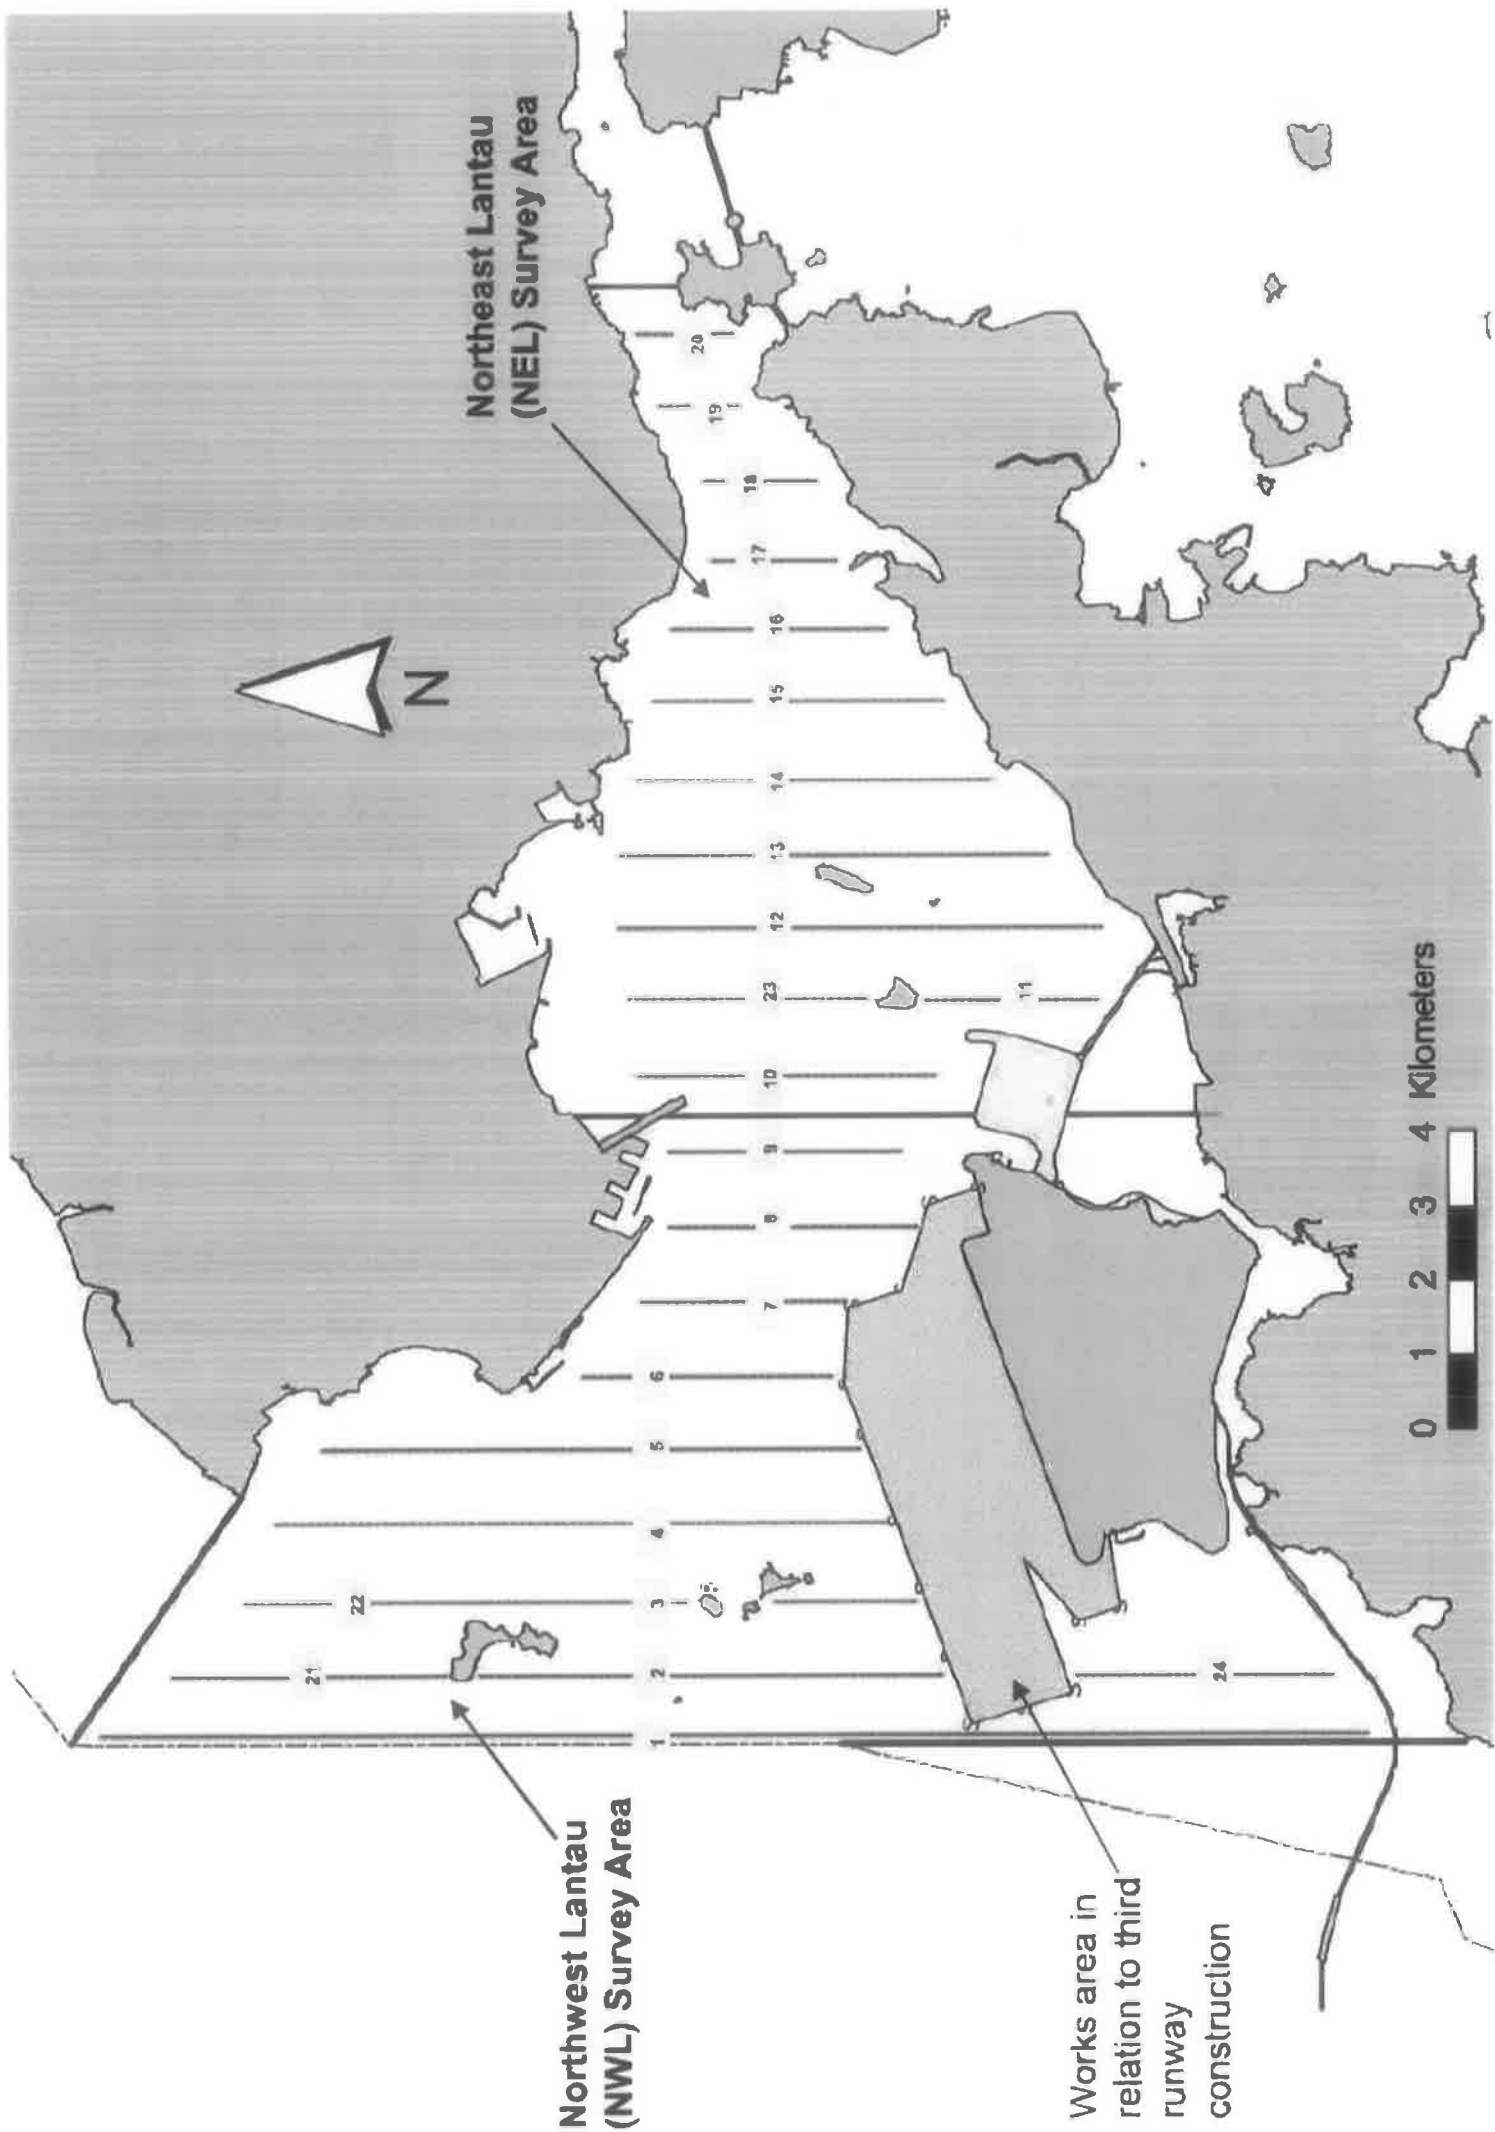 Northeast Lantau
(NEL) Survey Area
N
Northwest Lantau
(NWL) Survey Area
Works area in
relation to third
runway
construction
1
2
21
24
3
22
4
5
6
7
8
9
10
23
11
12
13
14
15
16
17
18
19
20
0 1 2 3 4 Kilometers